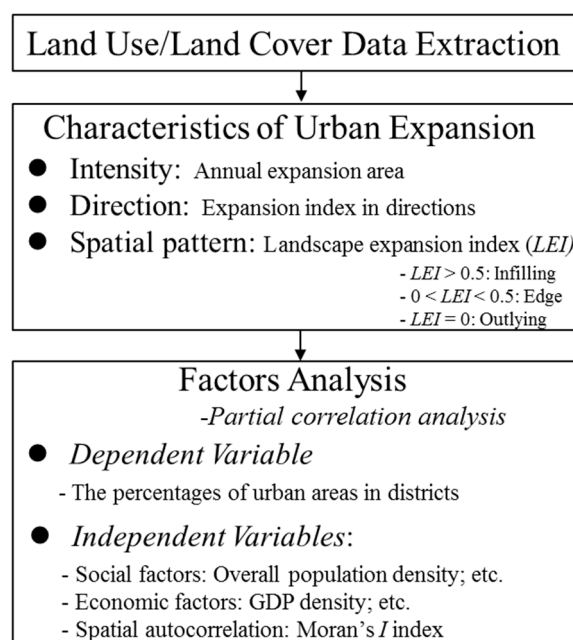 Land Use/Land Cover Data Extraction
Characteristics of Urban Expansion
● Intensity: Annual expansion area
● Direction: Expansion index in directions
● Spatial pattern: Landscape expansion index (LEI)
- LEI > 0.5: Infilling
- 0 < LEI < 0.5: Edge
- LEI = 0: Outlying
Factors Analysis
-Partial correlation analysis
● Dependent Variable
- The percentages of urban areas in districts
● Independent Variables:
- Social factors: Overall population density; etc.
- Economic factors: GDP density; etc.
- Spatial autocorrelation: Moran's I index